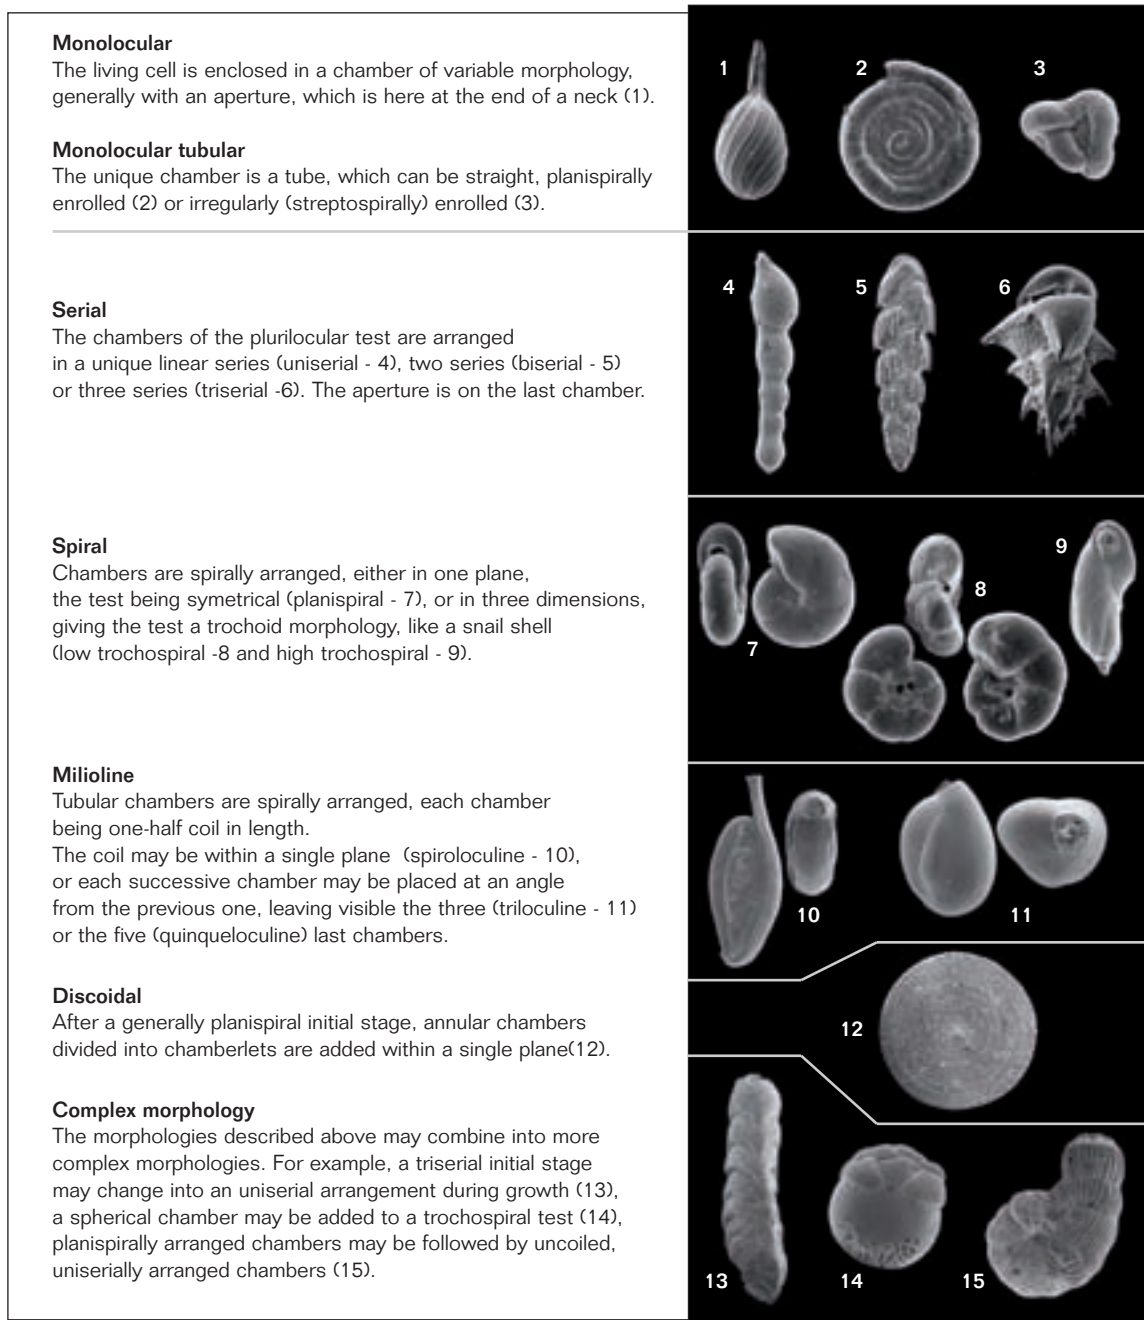 Monolocular
The living cell is enclosed in a chamber of variable morphology,
generally with an aperture, which is here at the end of a neck (1).
Monolocular tubular
The unique chamber is a tube, which can be straight, planispirally
enrolled (2) or irregularly (streptospirally) enrolled (3).
1 2 3
Serial
The chambers of the plurilocular test are arranged
in a unique linear series (uniserial - 4), two series (biserial - 5)
or three series (triserial -6). The aperture is on the last chamber.
4 5 6
Spiral
Chambers are spirally arranged, either in one plane,
the test being symetrical (planispiral - 7), or in three dimensions,
giving the test a trochoid morphology, like a snail shell
(low trochospiral -8 and high trochospiral - 9).
7 8 9
Milioline
Tubular chambers are spirally arranged, each chamber
being one-half coil in length.
The coil may be within a single plane (spiroloculine - 10),
or each successive chamber may be placed at an angle
from the previous one, leaving visible the three (triloculine - 11)
or the five (quinqueloculine) last chambers.
10 11
Discoidal
After a generally planispiral initial stage, annular chambers
divided into chamberlets are added within a single plane(12).
12
Complex morphology
The morphologies described above may combine into more
complex morphologies. For example, a triserial initial stage
may change into an uniserial arrangement during growth (13),
a spherical chamber may be added to a trochospiral test (14),
planispirally arranged chambers may be followed by uncoiled,
uniserially arranged chambers (15).
13 14 15